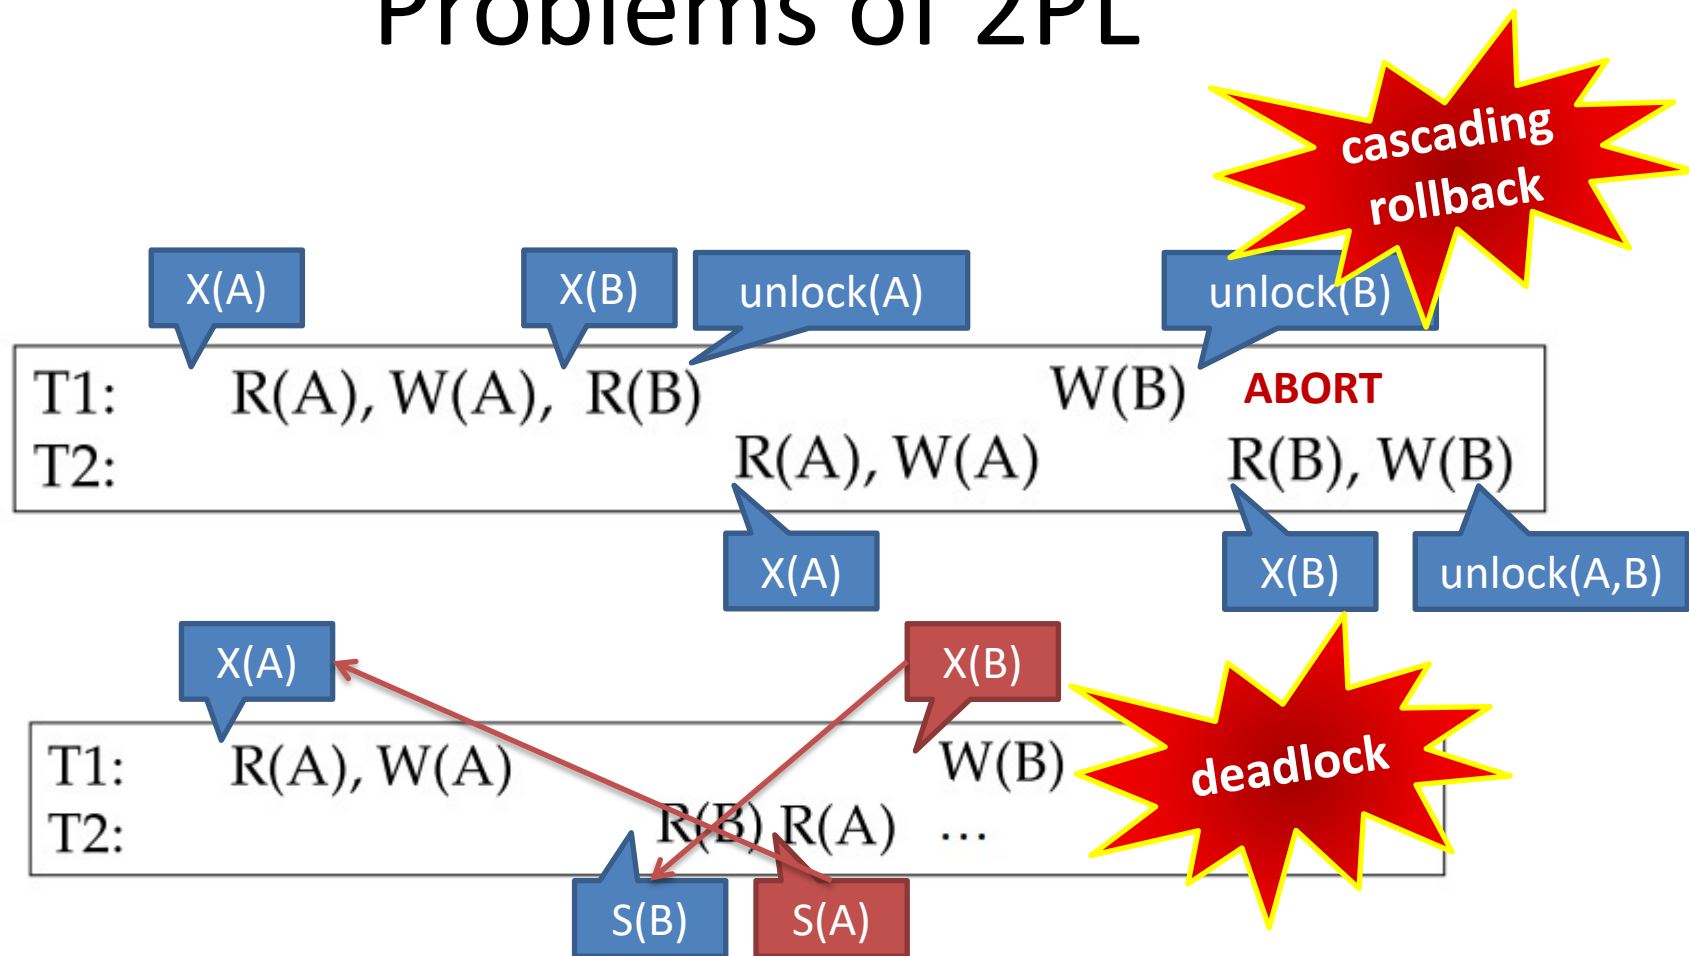 Problems of 2PL
cascading
rollback
X(A)
X(B)
unlock(A)
unlock(B)
T1: R(A), W(A), R(B) W(B) ABORT
T2: R(A), W(A) R(B), W(B)
X(A)
X(B)
unlock(A,B)
X(A)
X(B)
T1: R(A), W(A) W(B)
deadlock
T2: R(B) R(A) ...
S(B)
S(A)